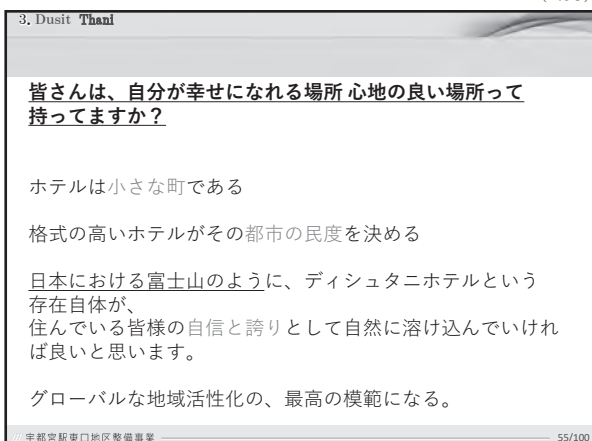 3. Dusit Thani
皆さんは、自分が幸せになれる場所 心地の良い場所って
持ってますか？
ホテルは小さな町である
格式の高いホテルがその都市の民度を決める
日本における富士山のように、ディシュタニホテルという
存在自体が、
住んでいる皆様の自信と誇りとして自然に溶け込んでいけれ
ば良いと思います。
グローバルな地域活性化の、最高の模範になる。
宇都宮駅東口地区整備事業 55/100